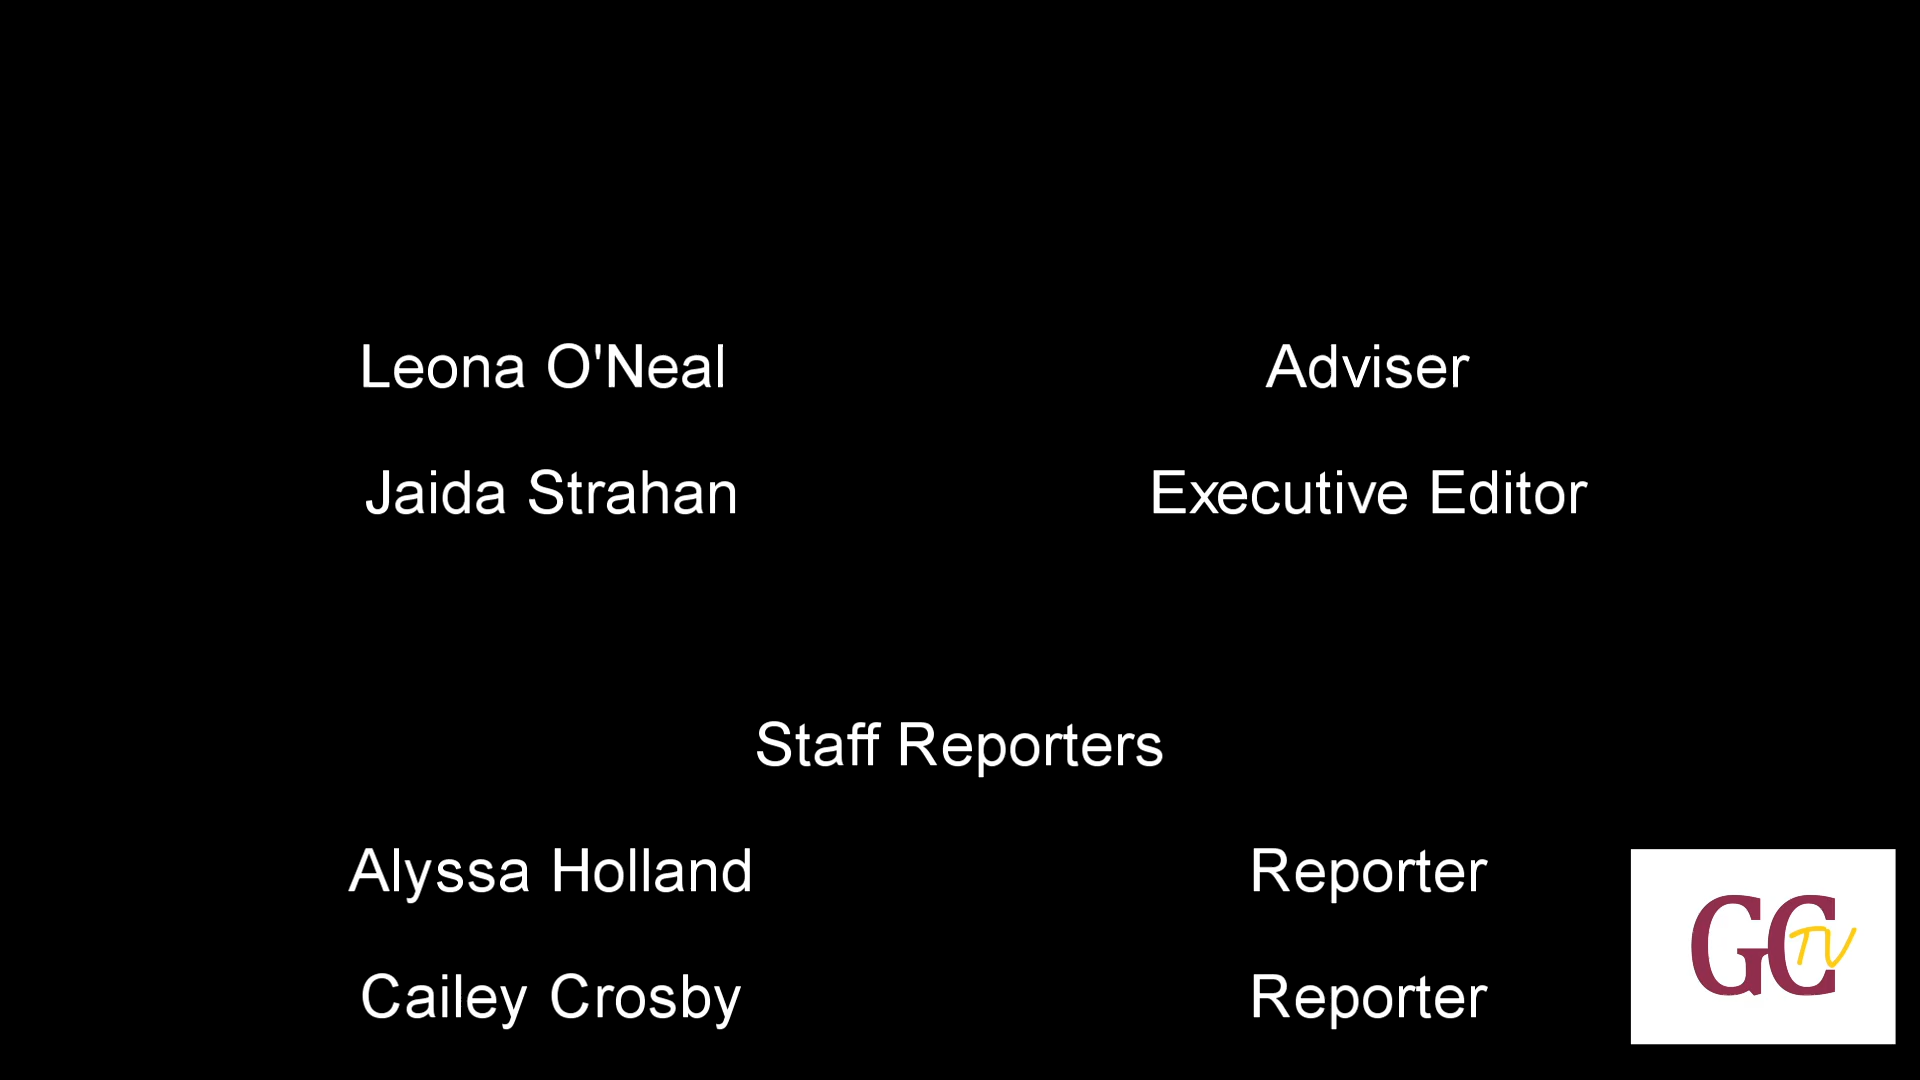 Leona O'Neal Adviser
Jaida Strahan Executive Editor
Staff Reporters
Alyssa Holland Reporter
Cailey Crosby Reporter
GC TV